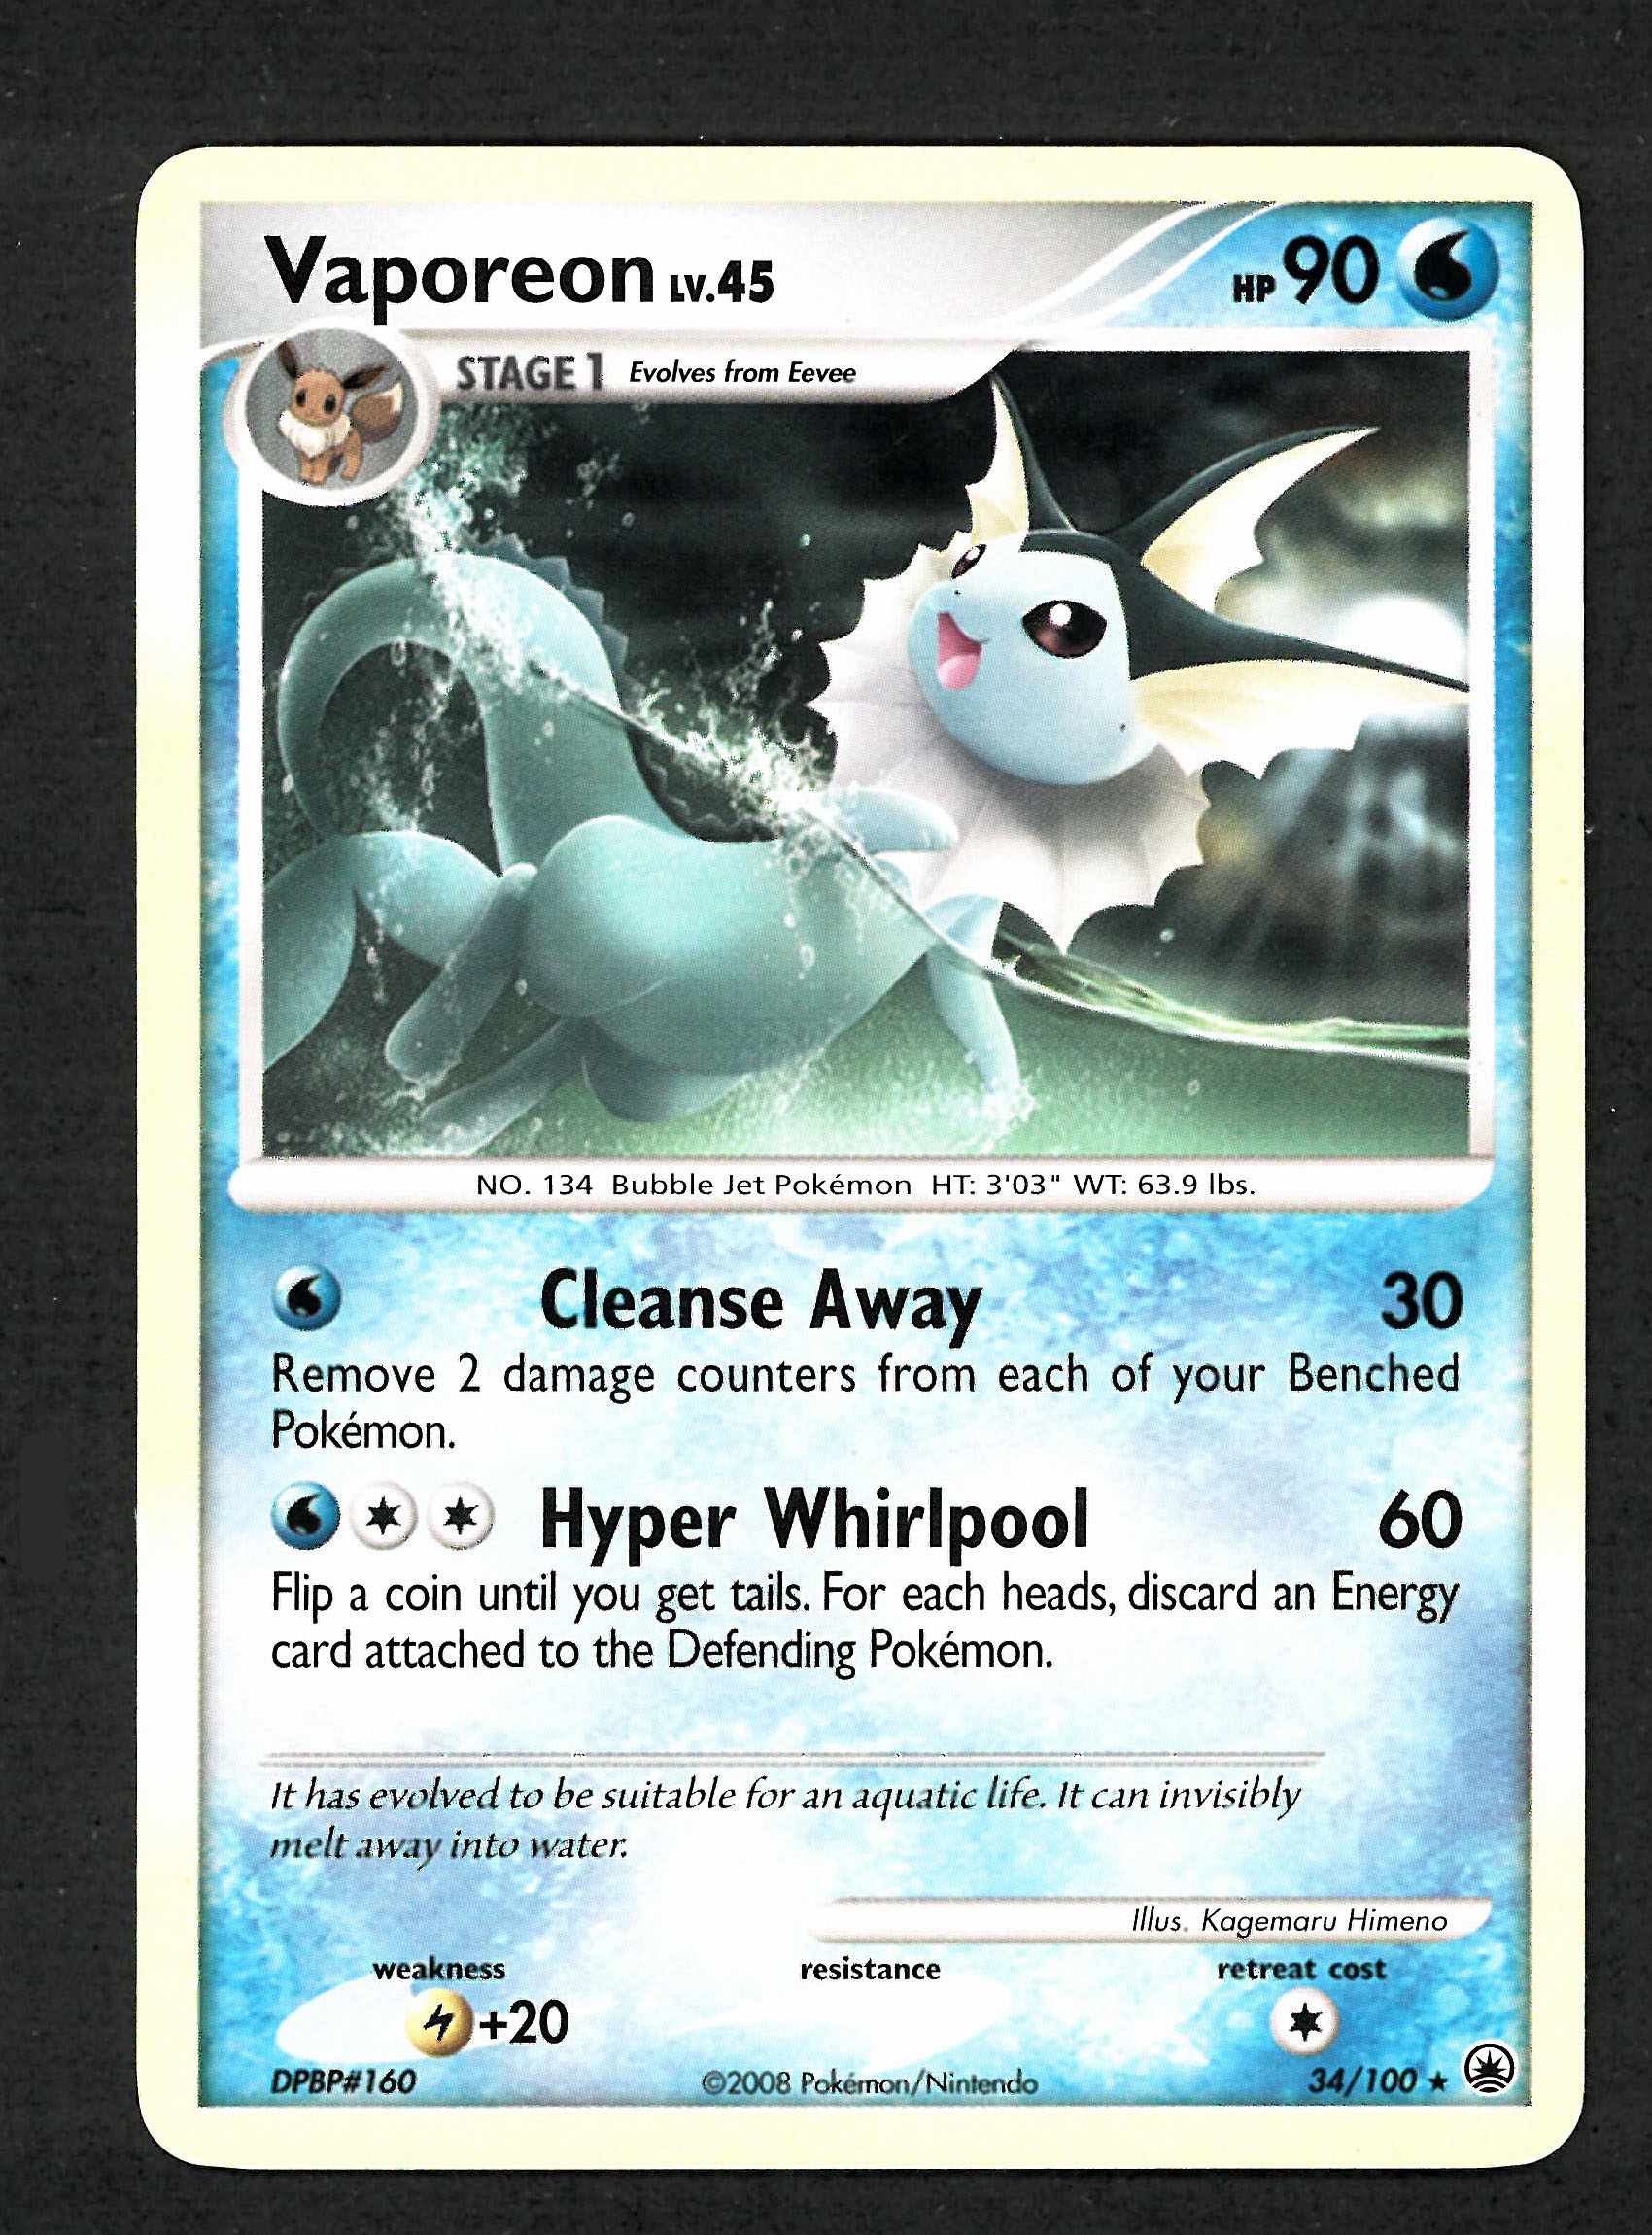 Vaporeon LV.45 HP 90
STAGE 1 Evolves from Eevee
NO. 134 Bubble Jet Pokémon HT: 3'03" WT: 63.9 lbs.
Cleanse Away 30
Remove 2 damage counters from each of your Benched
Pokémon.
Hyper Whirlpool 60
Flip a coin until you get tails. For each heads, discard an Energy
card attached to the Defending Pokémon.
It has evolved to be suitable for an aquatic life. It can invisibly
melt away into water.
Illus. Kagemaru Himeno
weakness resistance retreat cost
+20
DPBP#160 ©2008 Pokémon/Nintendo 34/100 ★